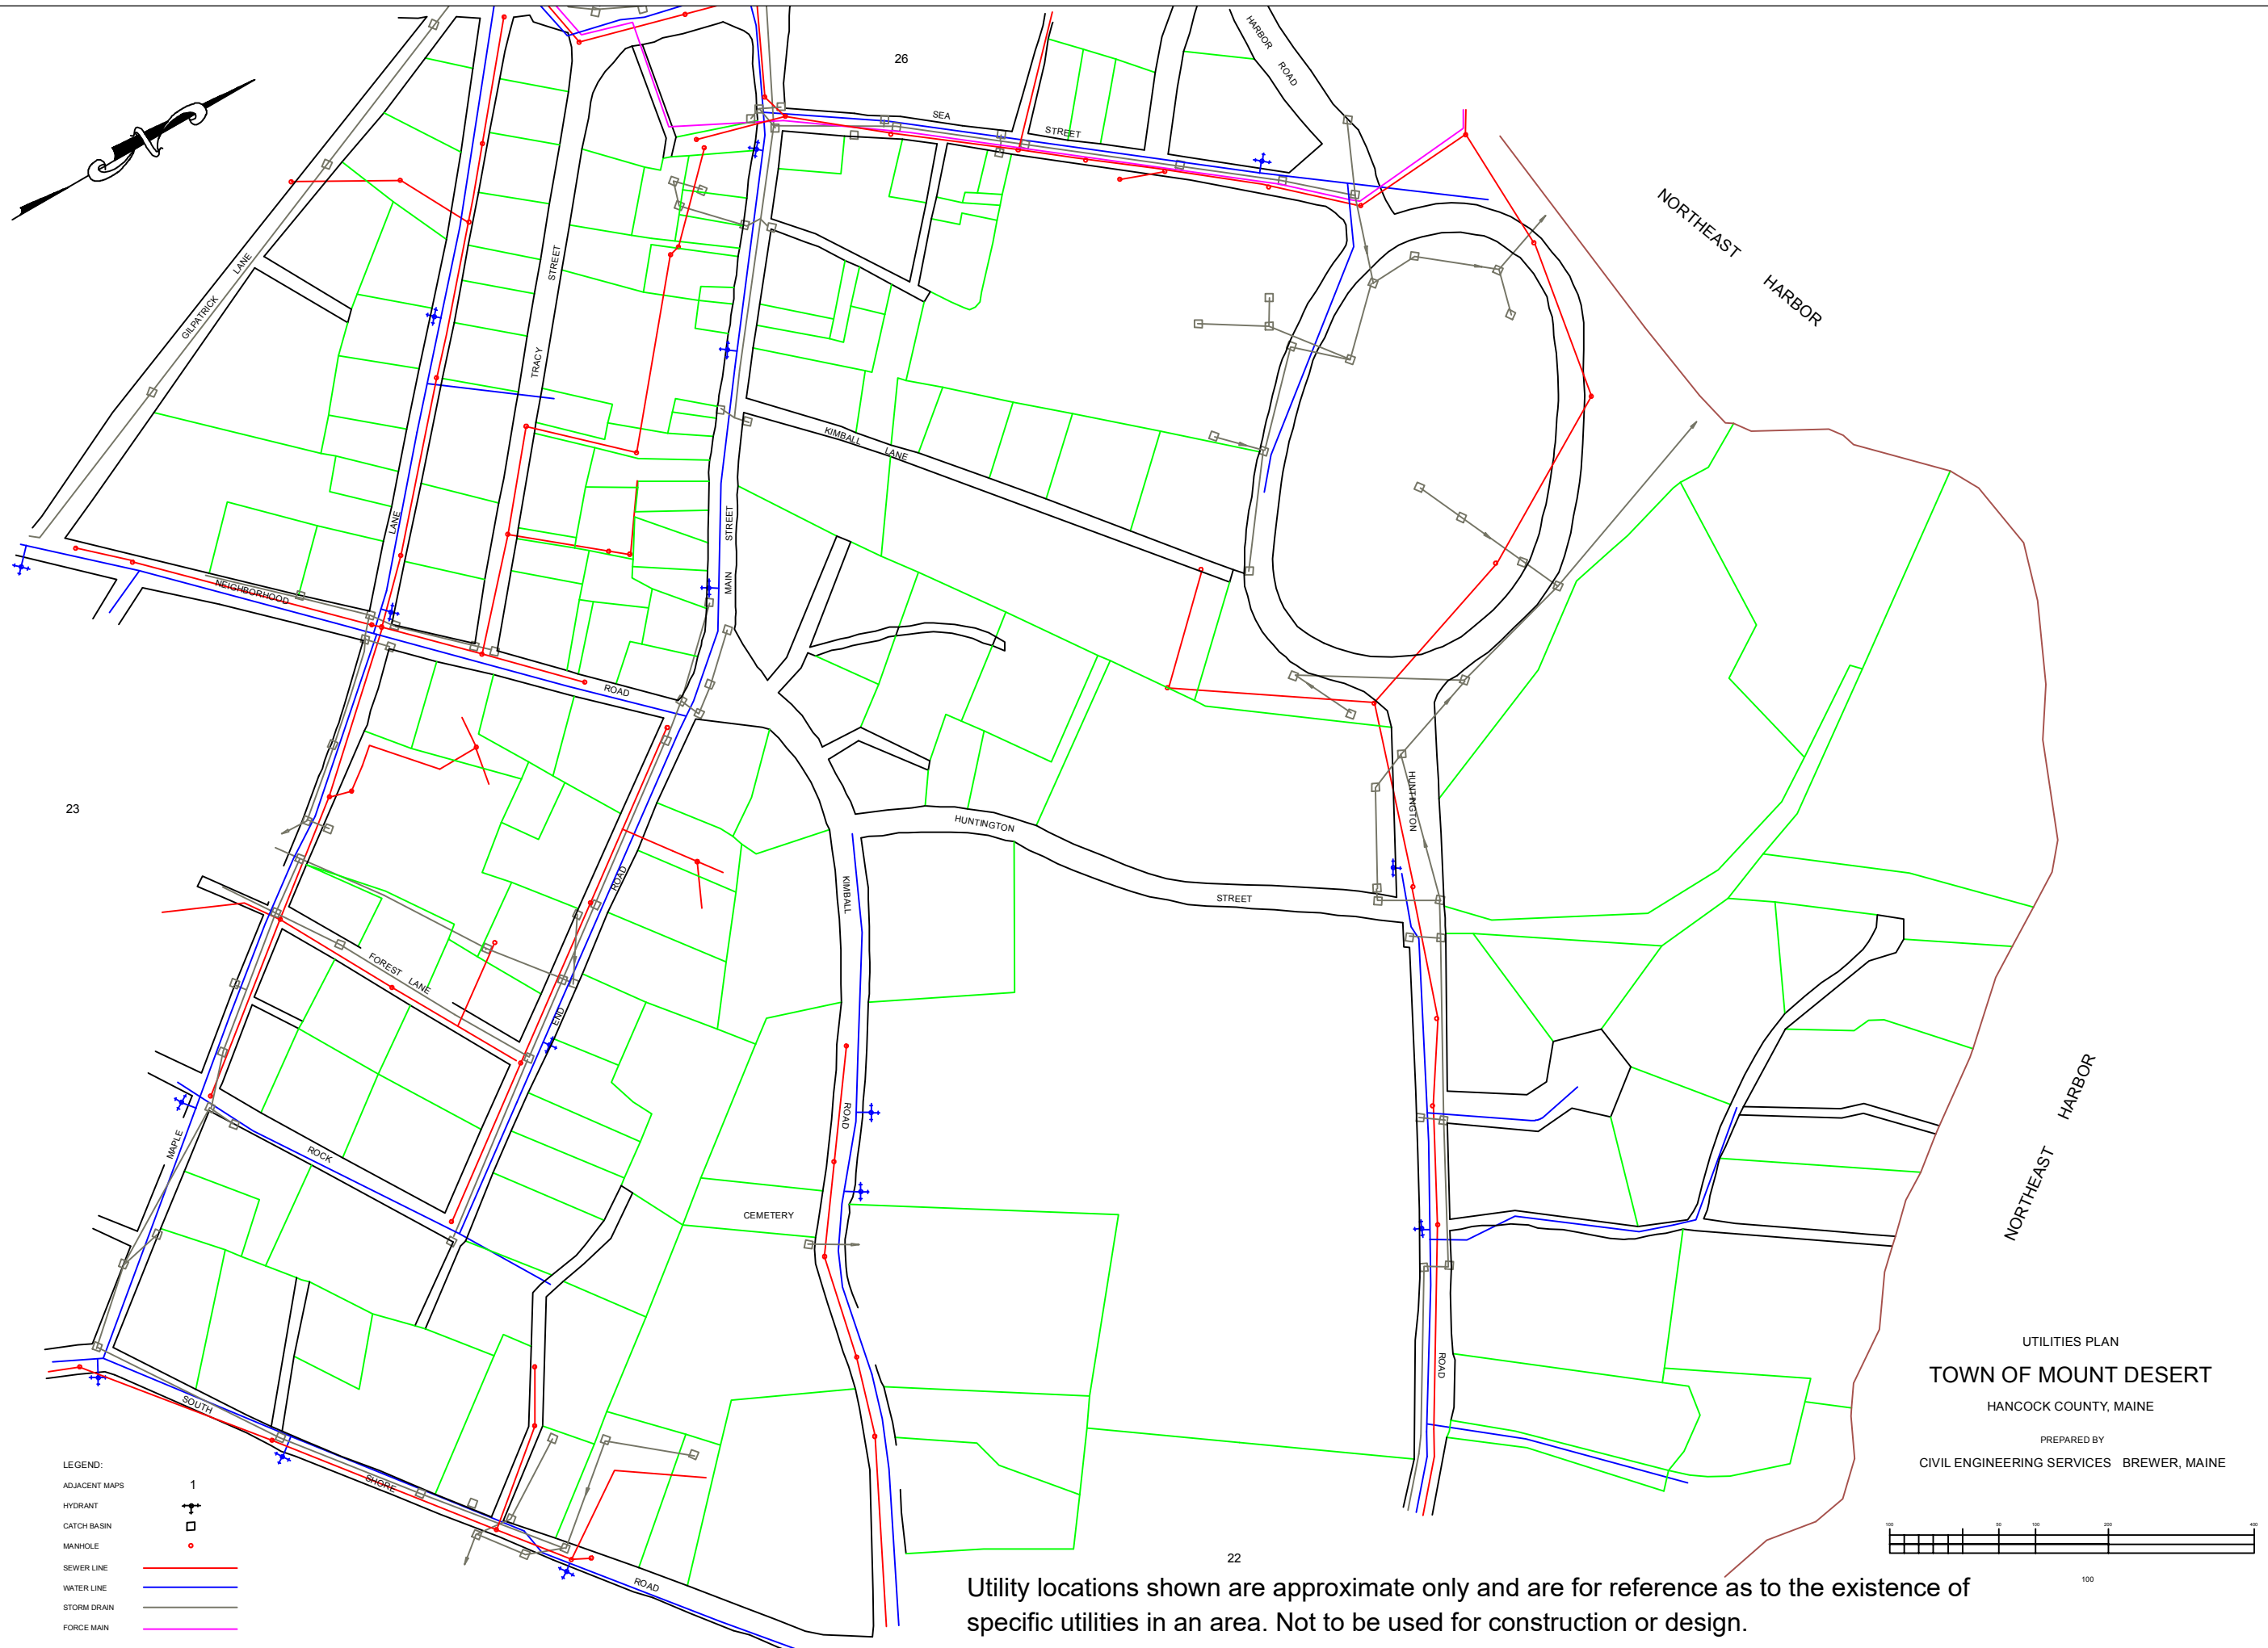 26
HARBOR
ROAD
SEA
STREET
NORTHEAST
HARBOR
GILPATRICK
LANE
TRACY
STREET
LANE
MAIN
STREET
KIMBALL
LANE
NEIGHBORHOOD
ROAD
23
HUNTINGTON
STREET
HUNTINGTON
ROAD
KIMBALL
ROAD
END
ROAD
FOREST LANE
ROCK
MAPLE
CEMETERY
NORTHEAST
HARBOR
SOUTH
SHORE
ROAD
22
UTILITIES PLAN
TOWN OF MOUNT DESERT
HANCOCK COUNTY, MAINE
PREPARED BY
CIVIL ENGINEERING SERVICES BREWER, MAINE
100 50 100 200 400
100
LEGEND:
ADJACENT MAPS 1
HYDRANT
CATCH BASIN
MANHOLE
SEWER LINE
WATER LINE
STORM DRAIN
FORCE MAIN
Utility locations shown are approximate only and are for reference as to the existence of
specific utilities in an area. Not to be used for construction or design.